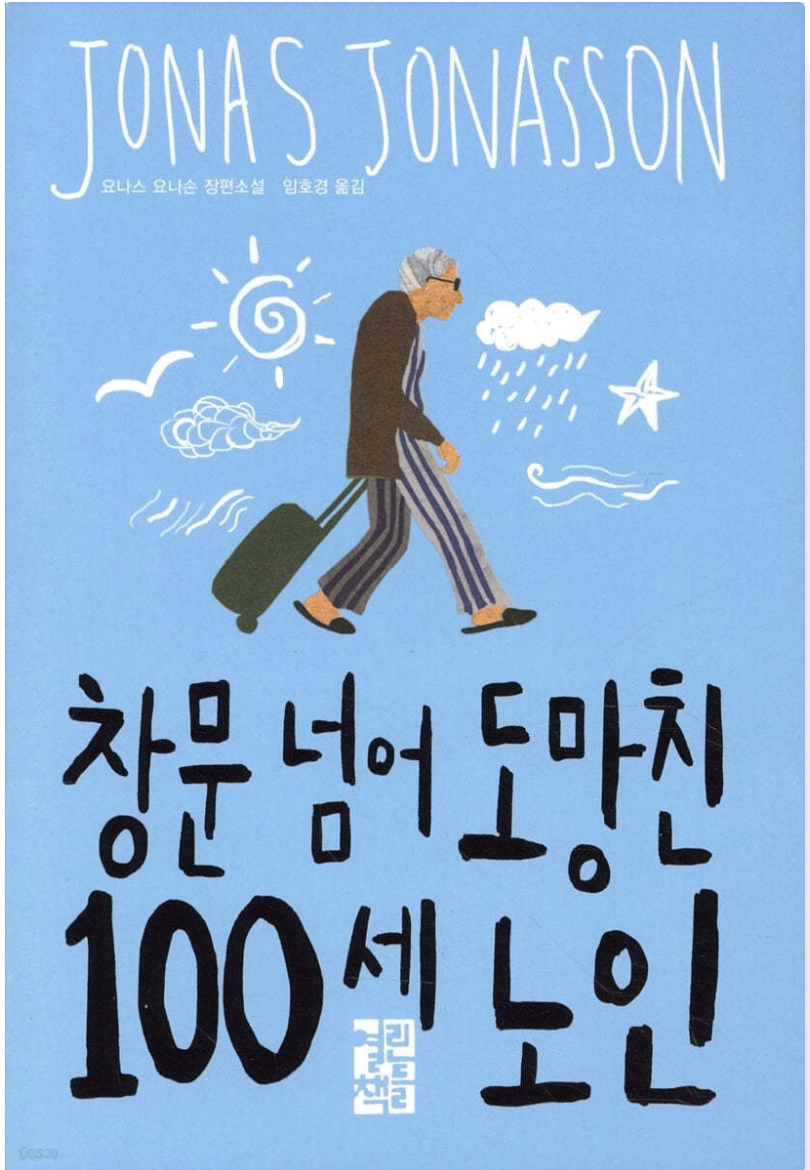 JONAS JONASSON
요나스 요나손 장편소설 임호경 옮김
창문 넘어 도망친
100세 노인
열린
책들
yes24